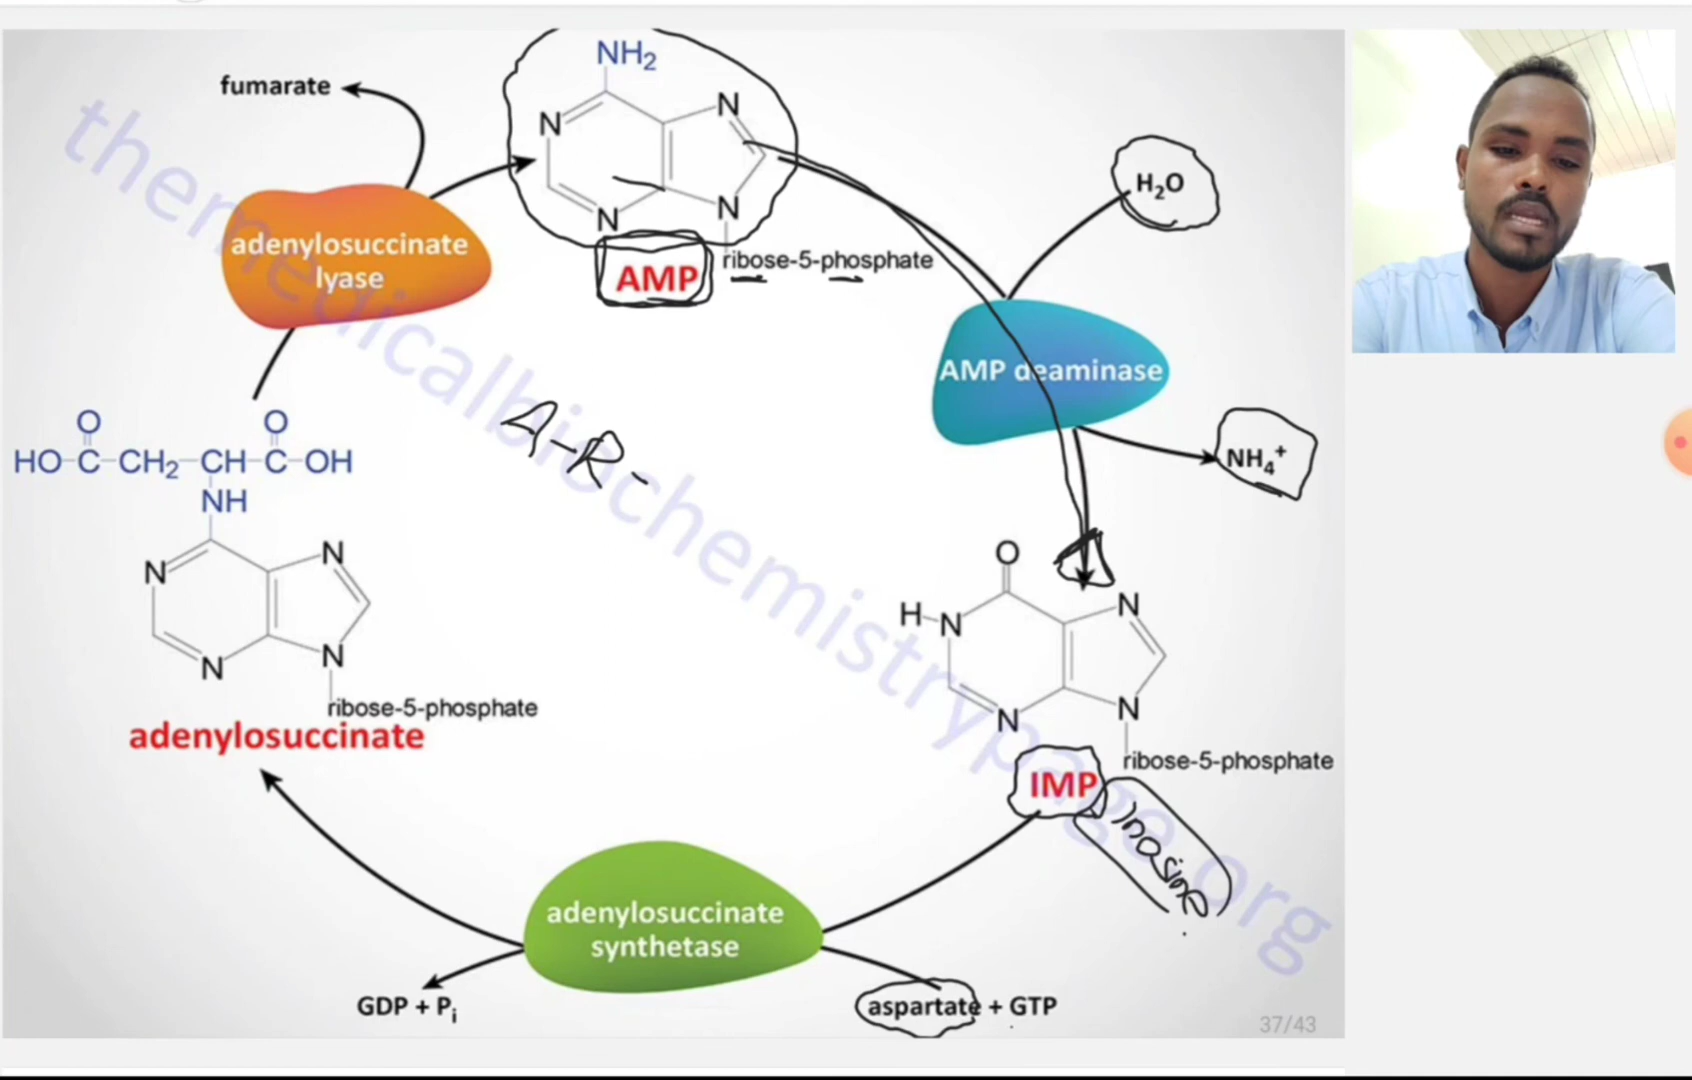 NH₂
fumarate
N
N
N
N
H₂O
adenylosuccinate
lyase
AMP
ribose-5-phosphate
AMP deaminase
NH₄⁺
A-R-
O
O
HO-C-CH₂-CH-C-OH
NH
N
N
N
N
ribose-5-phosphate
adenylosuccinate
O
H-N
N
N
N
ribose-5-phosphate
IMP
inosine
adenylosuccinate
synthetase
GDP + Pᵢ
aspartate + GTP
37/43
themedicalbiochemistrypage.org